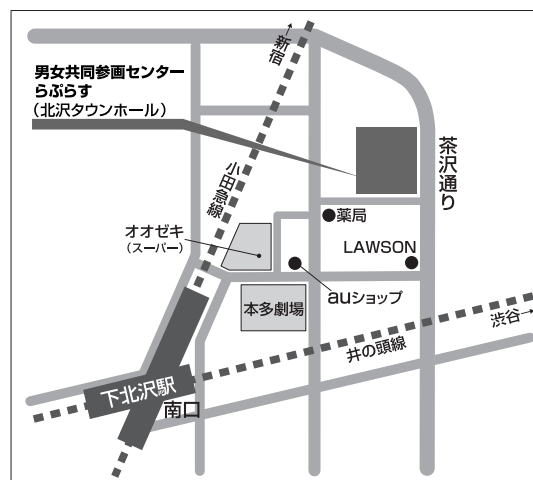 →新宿
男女共同参画センター
らぷらす
（北沢タウンホール）
小田急線
茶沢通り
薬局
オオゼキ
（スーパー）
LAWSON
auショップ
本多劇場
渋谷→
井の頭線
下北沢駅
南口